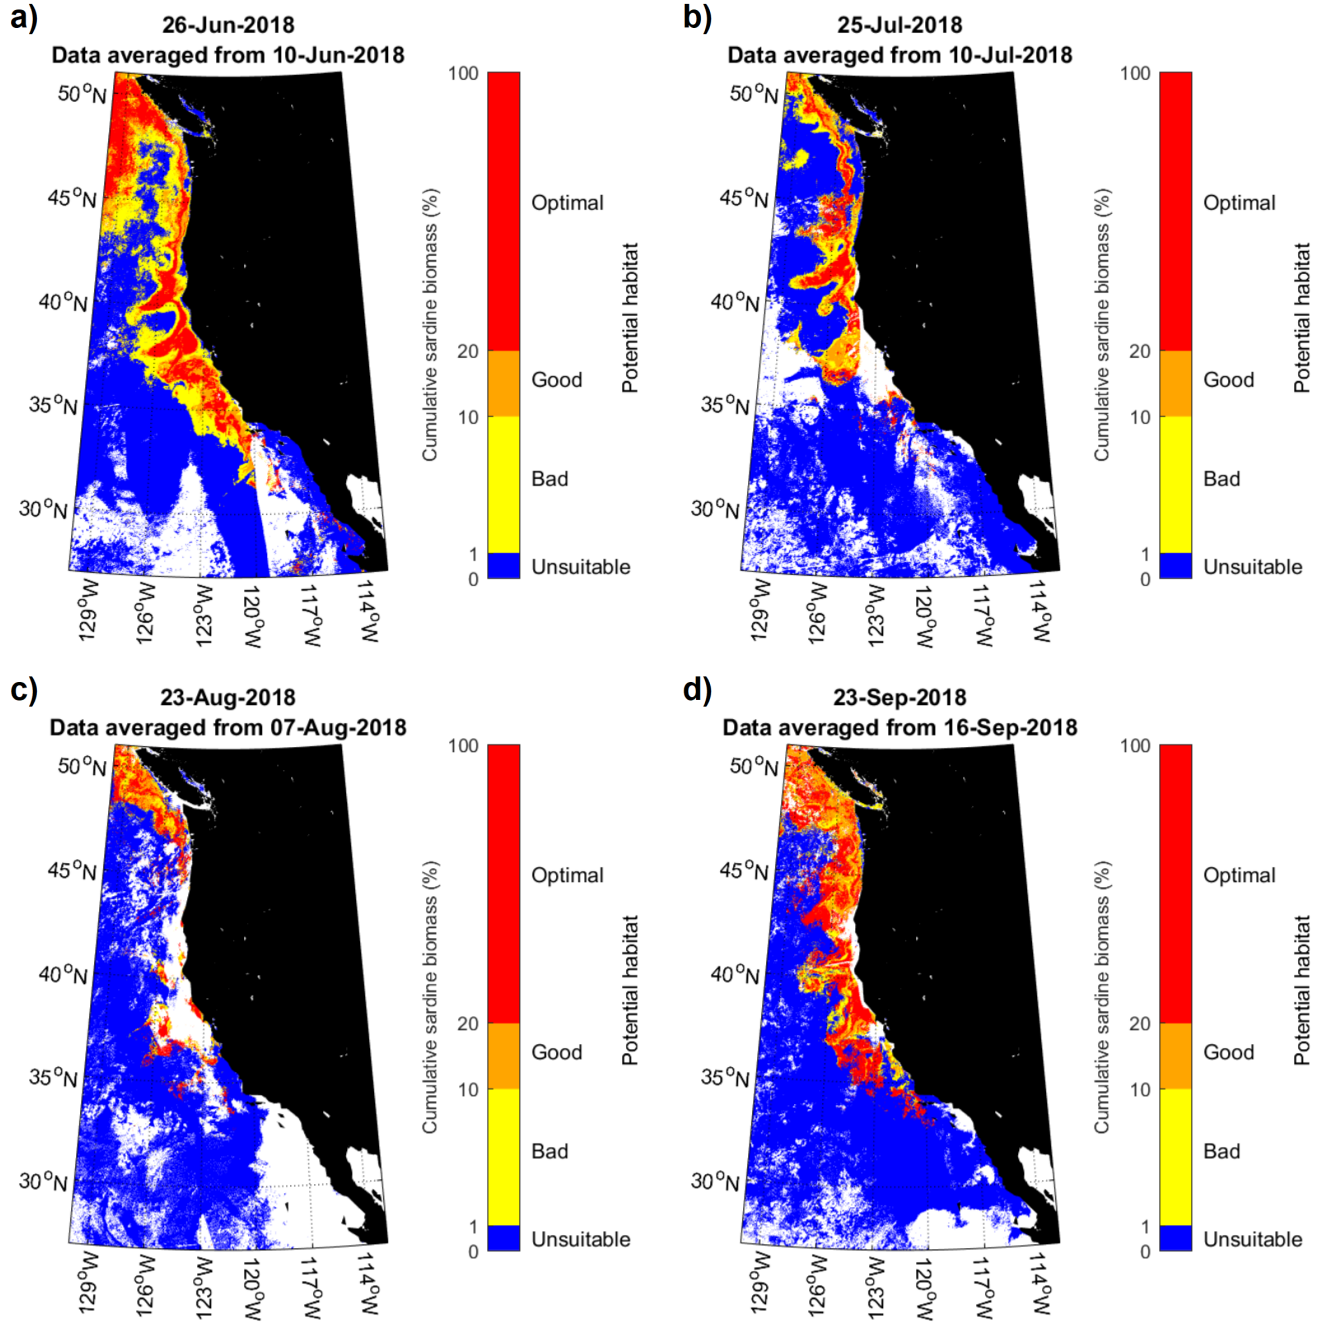 a)
26-Jun-2018
Data averaged from 10-Jun-2018
50°N
45°N
40°N
35°N
30°N
129°W
126°W
123°W
120°W
117°W
114°W
100
20
10
1
0
Cumulative sardine biomass (%)
Optimal
Good
Bad
Unsuitable
Potential habitat
b)
25-Jul-2018
Data averaged from 10-Jul-2018
50°N
45°N
40°N
35°N
30°N
129°W
126°W
123°W
120°W
117°W
114°W
100
20
10
1
0
Cumulative sardine biomass (%)
Optimal
Good
Bad
Unsuitable
Potential habitat
c)
23-Aug-2018
Data averaged from 07-Aug-2018
50°N
45°N
40°N
35°N
30°N
129°W
126°W
123°W
120°W
117°W
114°W
100
20
10
1
0
Cumulative sardine biomass (%)
Optimal
Good
Bad
Unsuitable
Potential habitat
d)
23-Sep-2018
Data averaged from 16-Sep-2018
50°N
45°N
40°N
35°N
30°N
129°W
126°W
123°W
120°W
117°W
114°W
100
20
10
1
0
Cumulative sardine biomass (%)
Optimal
Good
Bad
Unsuitable
Potential habitat